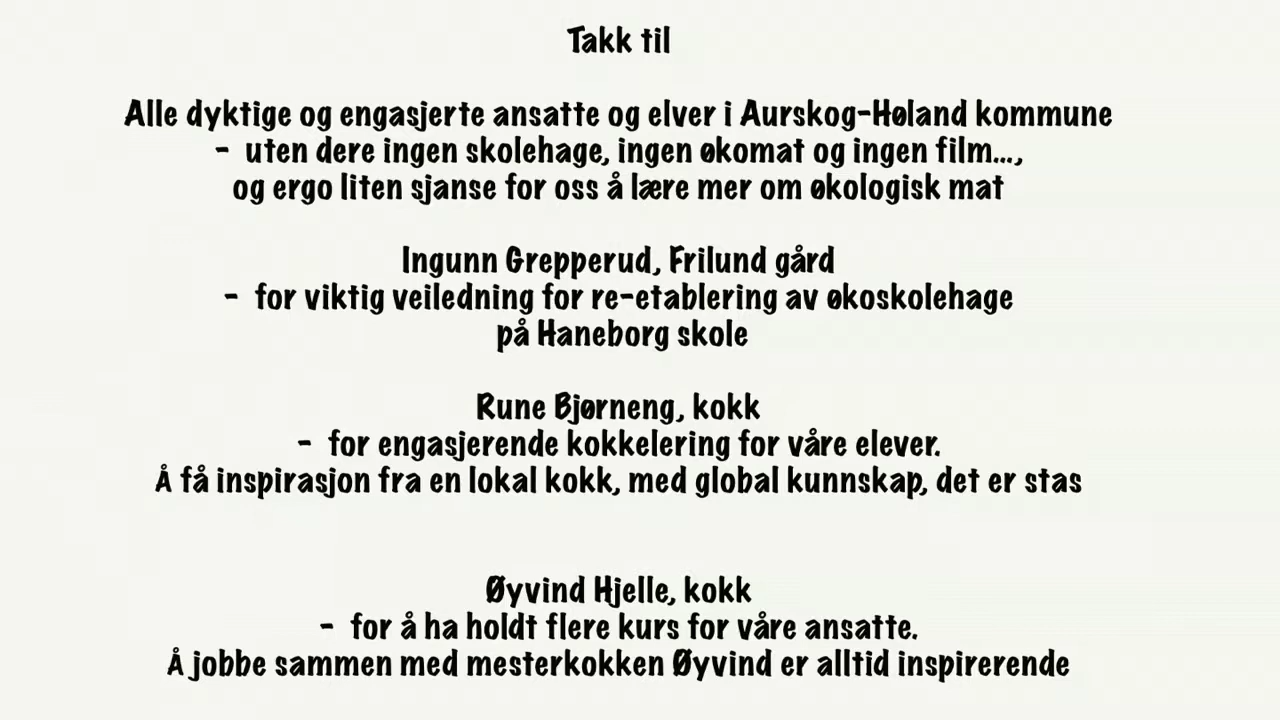 Takk til
Alle dyktige og engasjerte ansatte og elver i Aurskog-Høland kommune
- uten dere ingen skolehage, ingen økomat og ingen film...,
og ergo liten sjanse for oss å lære mer om økologisk mat
Ingunn Grepperud, Frilund gård
- for viktig veiledning for re-etablering av økoskolehage
på Haneborg skole
Rune Bjørneng, kokk
- for engasjerende kokkelering for våre elever.
Å få inspirasjon fra en lokal kokk, med global kunnskap, det er stas
Øyvind Hjelle, kokk
- for å ha holdt flere kurs for våre ansatte.
Å jobbe sammen med mesterkokken Øyvind er alltid inspirerende